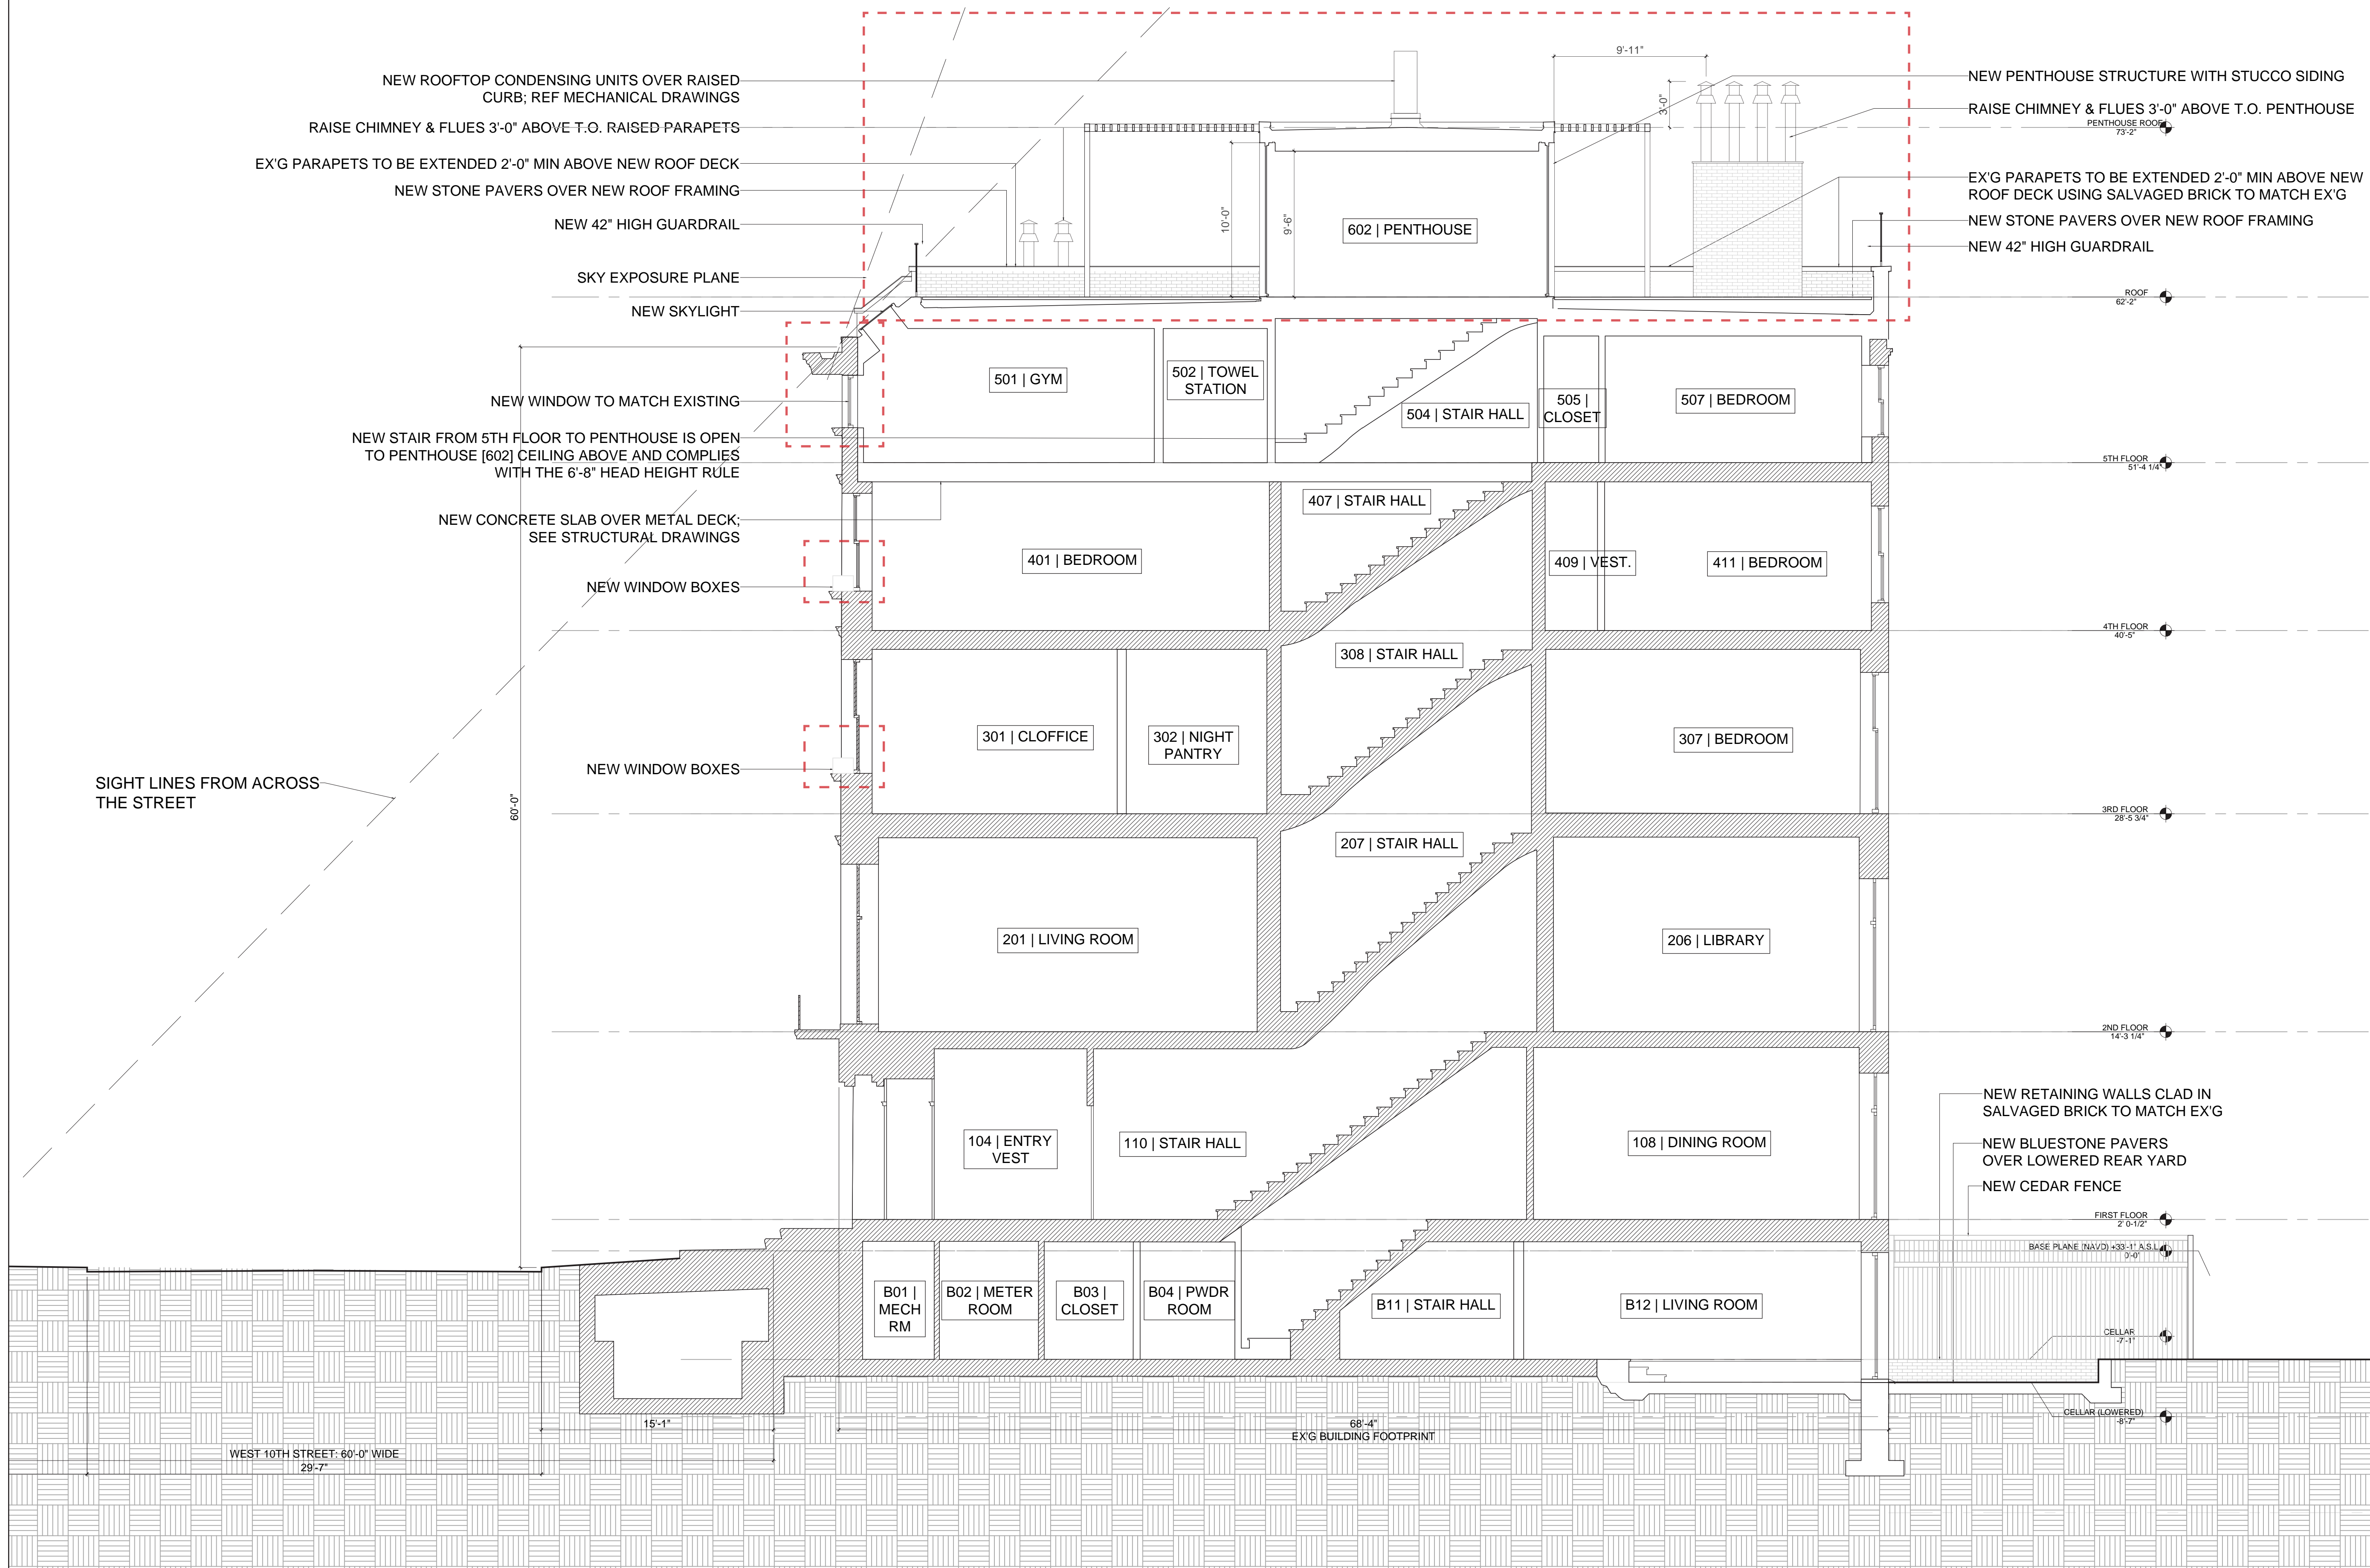 9'-11"
NEW ROOFTOP CONDENSING UNITS OVER RAISED
CURB; REF MECHANICAL DRAWINGS
NEW PENTHOUSE STRUCTURE WITH STUCCO SIDING
3'-0"
RAISE CHIMNEY & FLUES 3'-0" ABOVE T.O. PENTHOUSE
RAISE CHIMNEY & FLUES 3'-0" ABOVE T.O. RAISED PARAPETS
PENTHOUSE ROOF
73'-2"
EX'G PARAPETS TO BE EXTENDED 2'-0" MIN ABOVE NEW ROOF DECK
EX'G PARAPETS TO BE EXTENDED 2'-0" MIN ABOVE NEW
ROOF DECK USING SALVAGED BRICK TO MATCH EX'G
NEW STONE PAVERS OVER NEW ROOF FRAMING
NEW STONE PAVERS OVER NEW ROOF FRAMING
NEW 42" HIGH GUARDRAIL
10'-0"
9'-6"
602 | PENTHOUSE
NEW 42" HIGH GUARDRAIL
SKY EXPOSURE PLANE
ROOF
62'-2"
NEW SKYLIGHT
501 | GYM
502 | TOWEL
STATION
NEW WINDOW TO MATCH EXISTING
504 | STAIR HALL
505 |
CLOSET
507 | BEDROOM
NEW STAIR FROM 5TH FLOOR TO PENTHOUSE IS OPEN
TO PENTHOUSE [602] CEILING ABOVE AND COMPLIES
WITH THE 6'-8" HEAD HEIGHT RULE
5TH FLOOR
51'-4 1/4"
407 | STAIR HALL
NEW CONCRETE SLAB OVER METAL DECK;
SEE STRUCTURAL DRAWINGS
401 | BEDROOM
409 | VEST.
411 | BEDROOM
NEW WINDOW BOXES
4TH FLOOR
40'-5"
308 | STAIR HALL
301 | CLOFFICE
302 | NIGHT
PANTRY
307 | BEDROOM
NEW WINDOW BOXES
SIGHT LINES FROM ACROSS
THE STREET
60'-0"
3RD FLOOR
28'-5 3/4"
207 | STAIR HALL
201 | LIVING ROOM
206 | LIBRARY
2ND FLOOR
14'-3 1/4"
NEW RETAINING WALLS CLAD IN
SALVAGED BRICK TO MATCH EX'G
104 | ENTRY
VEST
110 | STAIR HALL
108 | DINING ROOM
NEW BLUESTONE PAVERS
OVER LOWERED REAR YARD
NEW CEDAR FENCE
FIRST FLOOR
2' 0-1/2"
BASE PLANE (NAVD) +33'-1" A.S.L.
0'-0"
B01 |
MECH
RM
B02 | METER
ROOM
B03 |
CLOSET
B04 | PWDR
ROOM
B11 | STAIR HALL
B12 | LIVING ROOM
CELLAR
-7'-1"
CELLAR (LOWERED)
-8'-7"
15'-1"
68'-4"
EX'G BUILDING FOOTPRINT
WEST 10TH STREET: 60'-0" WIDE
29'-7"